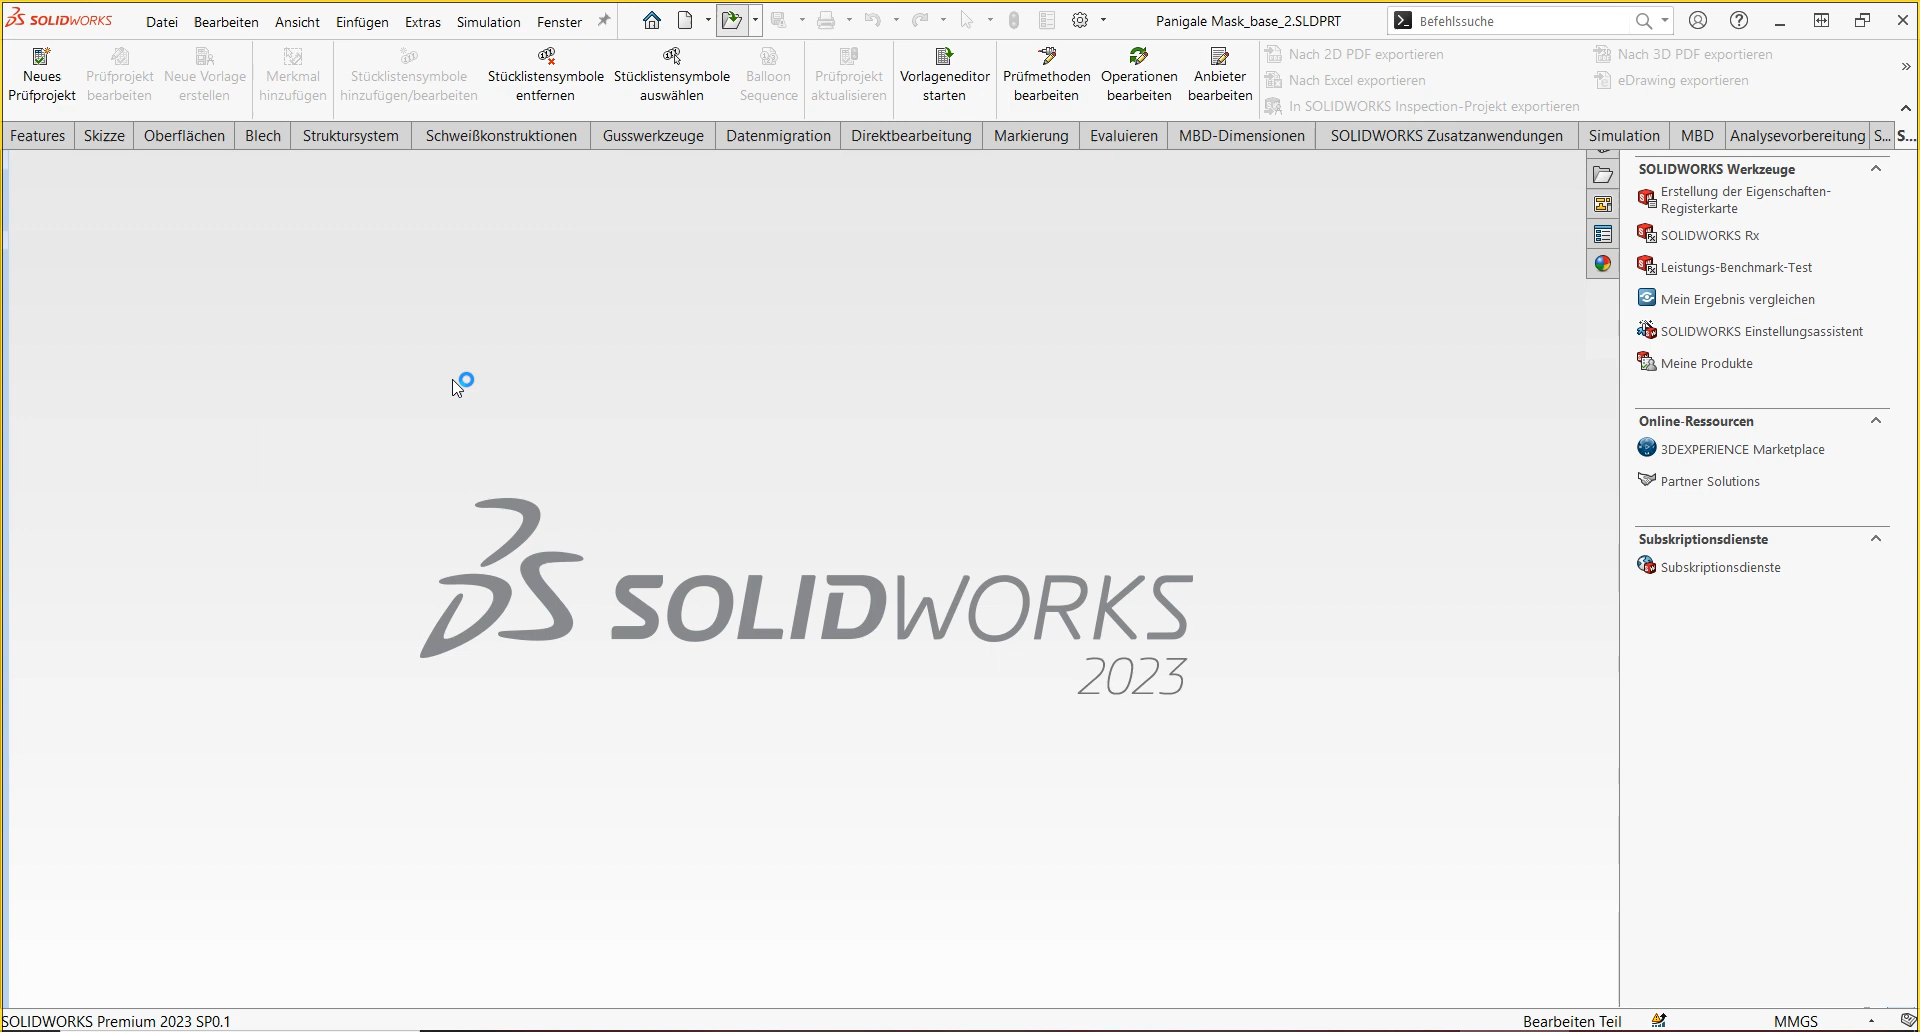 SOLIDWORKS
Datei Bearbeiten Ansicht Einfügen Extras Simulation Fenster
Panigale Mask_base_2.SLDPRT
Befehlssuche
Neues Prüfprojekt
Prüfprojekt bearbeiten
Neue Vorlage erstellen
Merkmal hinzufügen
Stücklistensymbole hinzufügen/bearbeiten
Stücklistensymbole entfernen
Stücklistensymbole auswählen
Balloon Sequence
Prüfprojekt aktualisieren
Vorlageneditor starten
Prüfmethoden bearbeiten
Operationen bearbeiten
Anbieter bearbeiten
Nach 2D PDF exportieren
Nach Excel exportieren
In SOLIDWORKS Inspection-Projekt exportieren
Nach 3D PDF exportieren
eDrawing exportieren
Features Skizze Oberflächen Blech Struktursystem Schweißkonstruktionen Gusswerkzeuge Datenmigration Direktbearbeitung Markierung Evaluieren MBD-Dimensionen SOLIDWORKS Zusatzanwendungen Simulation MBD Analysevorbereitung S... S...
SOLIDWORKS Werkzeuge
Erstellung der Eigenschaften-
Registerkarte
SOLIDWORKS Rx
Leistungs-Benchmark-Test
Mein Ergebnis vergleichen
SOLIDWORKS Einstellungsassistent
Meine Produkte
Online-Ressourcen
3DEXPERIENCE Marketplace
Partner Solutions
Subskriptionsdienste
Subskriptionsdienste
SOLIDWORKS
2023
SOLIDWORKS Premium 2023 SP0.1
Bearbeiten Teil
MMGS